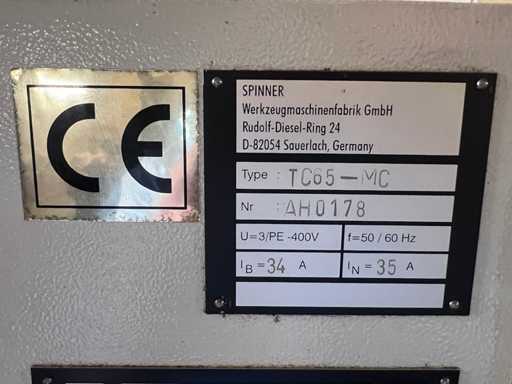 CE
SPINNER
Werkzeugmaschinenfabrik GmbH
Rudolf-Diesel-Ring 24
D-82054 Sauerlach, Germany
Type : TC65-MC
Nr : AH0178
U=3/PE -400V f=50 / 60 Hz
IB = 34 A IN = 35 A